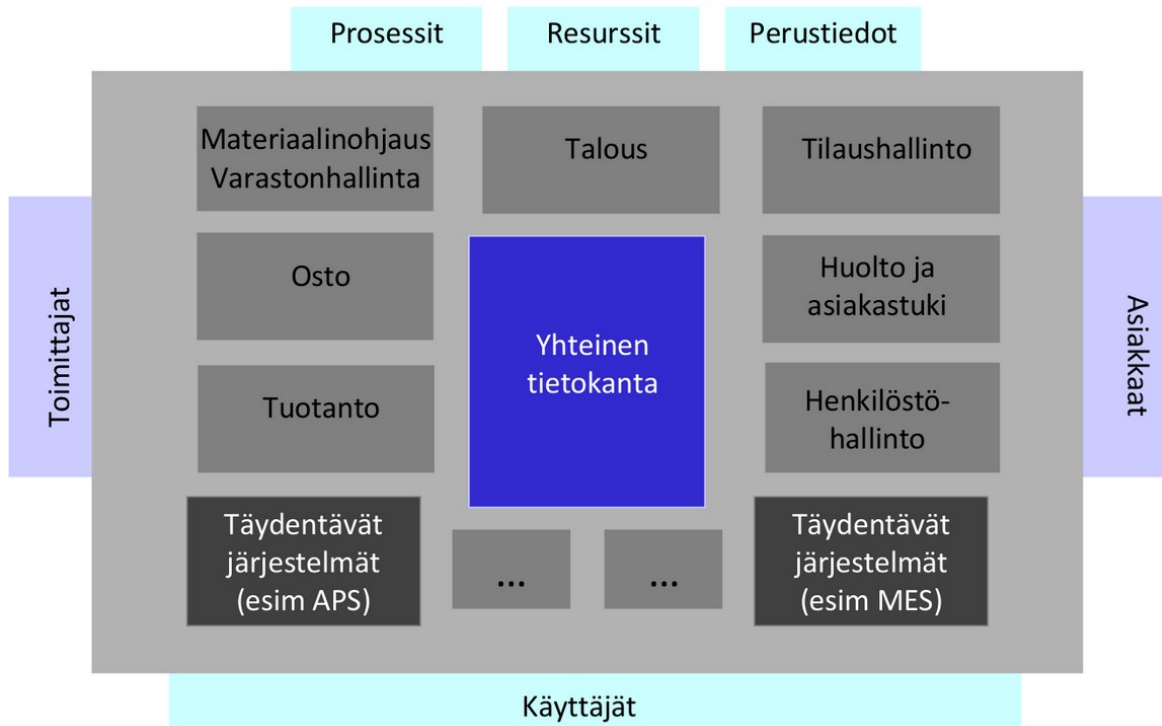 Prosessit
Resurssit
Perustiedot
Materiaalinohjaus
Varastonhallinta
Talous
Tilaushallinto
Toimittajat
Osto
Yhteinen
tietokanta
Huolto ja
asiakastuki
Asiakkaat
Tuotanto
Henkilöstö-
hallinto
Täydentävät
järjestelmät
(esim APS)
...
...
Täydentävät
järjestelmät
(esim MES)
Käyttäjät